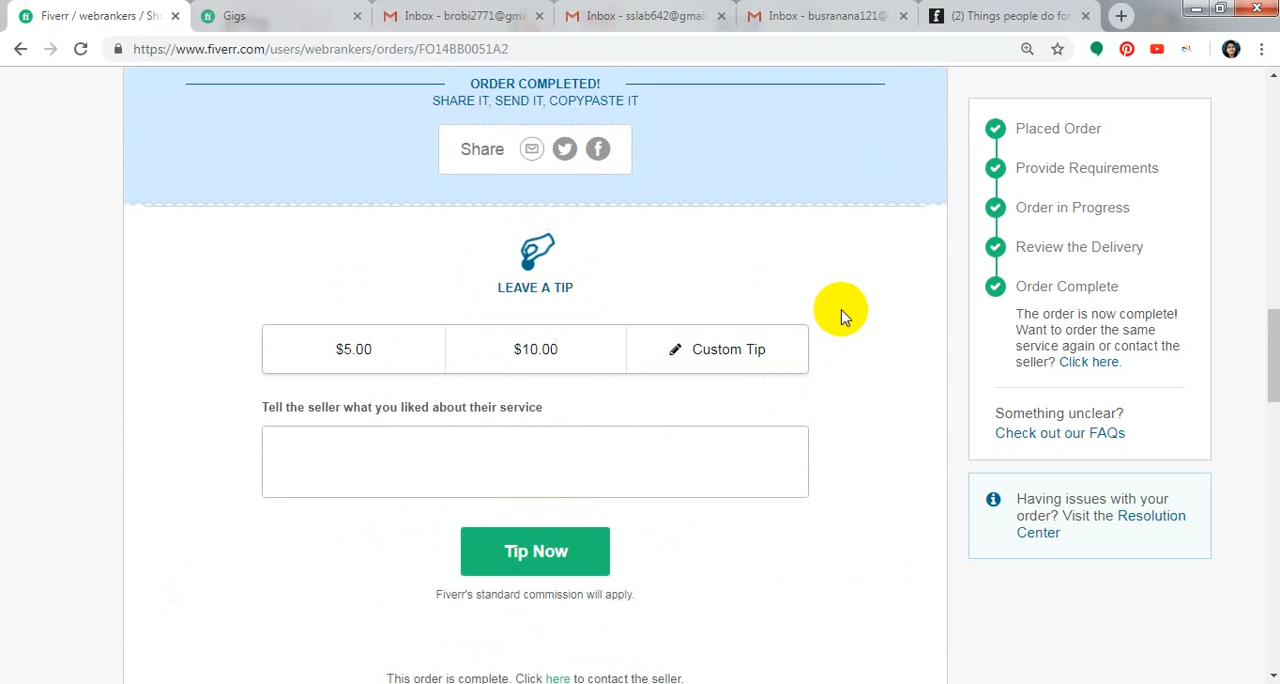 Fiverr / webrankers / Sho
Gigs
Inbox - brobi2771@gma
Inbox - sslab642@gmail
Inbox - busranana121@
(2) Things people do for
https://www.fiverr.com/users/webrankers/orders/FO14BB0051A2
ORDER COMPLETED!
SHARE IT, SEND IT, COPYPASTE IT
Share
LEAVE A TIP
$5.00
$10.00
Custom Tip
Tell the seller what you liked about their service
Tip Now
Fiverr's standard commission will apply.
This order is complete. Click here to contact the seller.
Placed Order
Provide Requirements
Order in Progress
Review the Delivery
Order Complete
The order is now complete!
Want to order the same
service again or contact the
seller? Click here.
Something unclear?
Check out our FAQs
Having issues with your
order? Visit the Resolution
Center